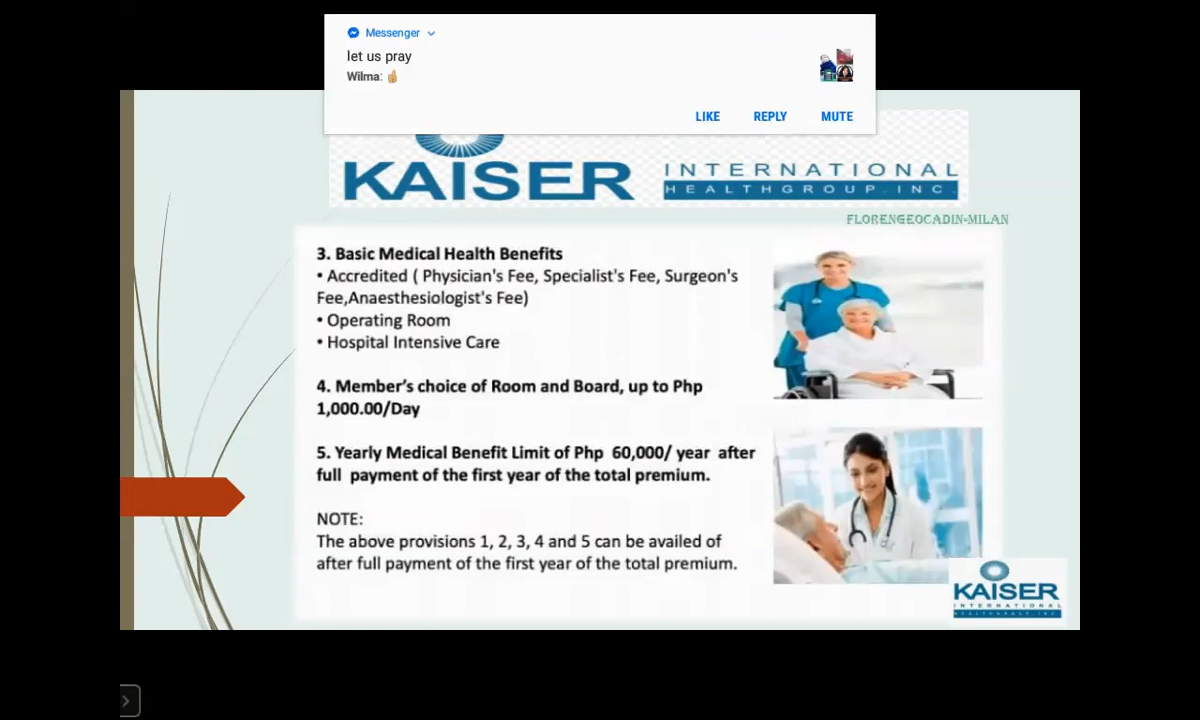 Messenger
let us pray
Wilma: 👍
LIKE REPLY MUTE
KAISER INTERNATIONAL
HEALTHGROUP, INC.
FLORENGEOCADIN-MILAN
3. Basic Medical Health Benefits
• Accredited ( Physician's Fee, Specialist's Fee, Surgeon's
Fee,Anaesthesiologist's Fee)
• Operating Room
• Hospital Intensive Care
4. Member's choice of Room and Board, up to Php
1,000.00/Day
5. Yearly Medical Benefit Limit of Php 60,000/ year after
full payment of the first year of the total premium.
NOTE:
The above provisions 1, 2, 3, 4 and 5 can be availed of
after full payment of the first year of the total premium.
KAISER
INTERNATIONAL
HEALTHGROUP, INC.